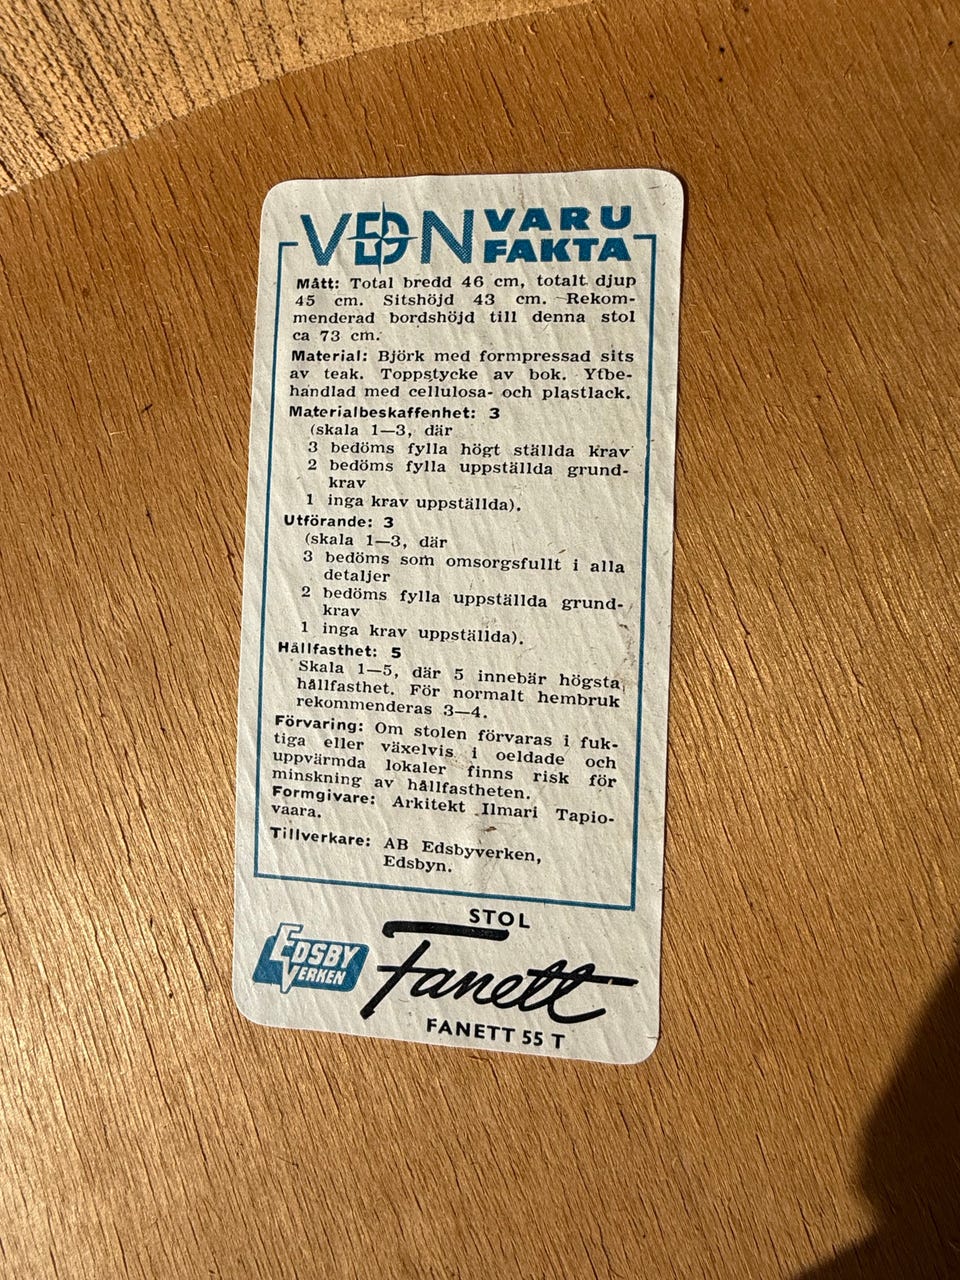 VDN VARU
FAKTA
Mått: Total bredd 46 cm, totalt djup
45 cm. Sitshöjd 43 cm. Rekom-
menderad bordshöjd till denna stol
ca 73 cm.
Material: Björk med formpressad sits
av teak. Toppstycke av bok. Ytbe-
handlad med cellulosa- och plastlack.
Materialbeskaffenhet: 3
(skala 1—3, där
3 bedöms fylla högt ställda krav
2 bedöms fylla uppställda grund-
krav
1 inga krav uppställda).
Utförande: 3
(skala 1—3, där
3 bedöms som omsorgsfullt i alla
detaljer
2 bedöms fylla uppställda grund-
krav
1 inga krav uppställda).
Hållfasthet: 5
Skala 1—5, där 5 innebär högsta
hållfasthet. För normalt hembruk
rekommenderas 3—4.
Förvaring: Om stolen förvaras i fuk-
tiga eller växelvis i oeldade och
uppvärmda lokaler finns risk för
minskning av hållfastheten.
Formgivare: Arkitekt Ilmari Tapio-
vaara.
Tillverkare: AB Edsbyverken,
Edsbyn.
STOL
EDSBY
VERKEN
Fanett
FANETT 55 T